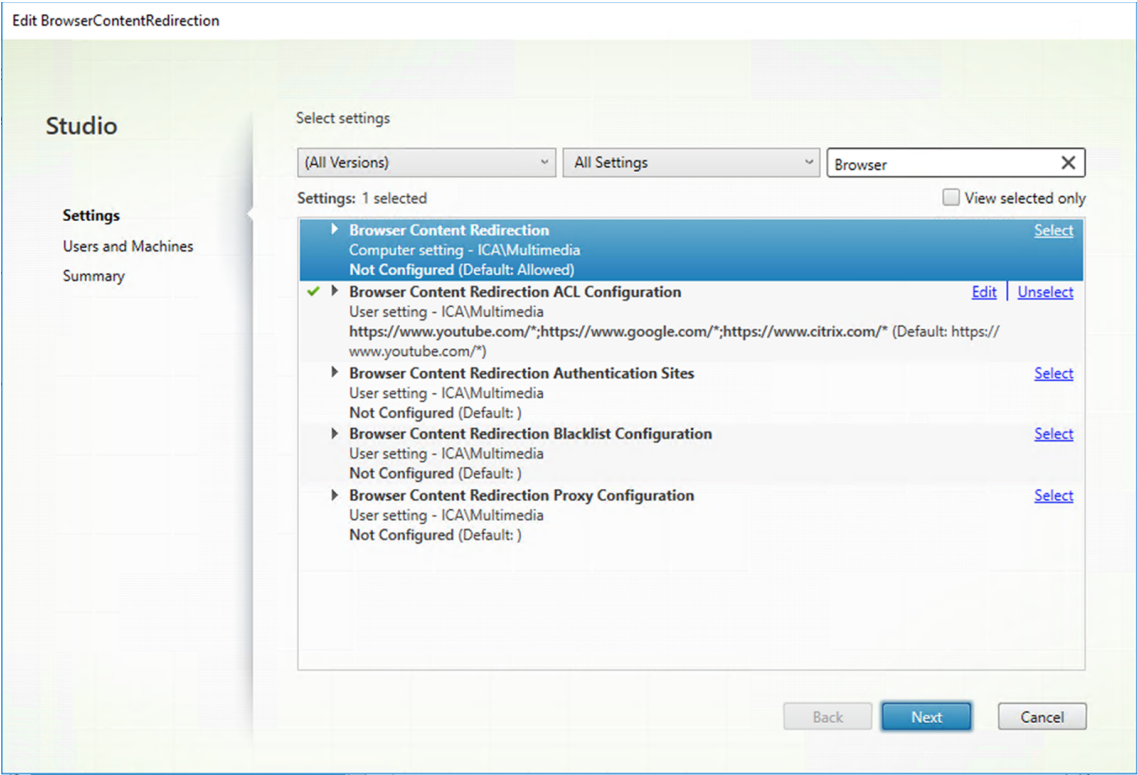 Edit BrowserContentRedirection
Studio
Settings
Users and Machines
Summary
Select settings
(All Versions)
All Settings
Browser
Settings: 1 selected
View selected only
Browser Content Redirection
Select
Computer setting - ICA\Multimedia
Not Configured (Default: Allowed)
Browser Content Redirection ACL Configuration
Edit
Unselect
User setting - ICA\Multimedia
https://www.youtube.com/*;https://www.google.com/*;https://www.citrix.com/* (Default: https://
www.youtube.com/*)
Browser Content Redirection Authentication Sites
Select
User setting - ICA\Multimedia
Not Configured (Default: )
Browser Content Redirection Blacklist Configuration
Select
User setting - ICA\Multimedia
Not Configured (Default: )
Browser Content Redirection Proxy Configuration
Select
User setting - ICA\Multimedia
Not Configured (Default: )
Back
Next
Cancel